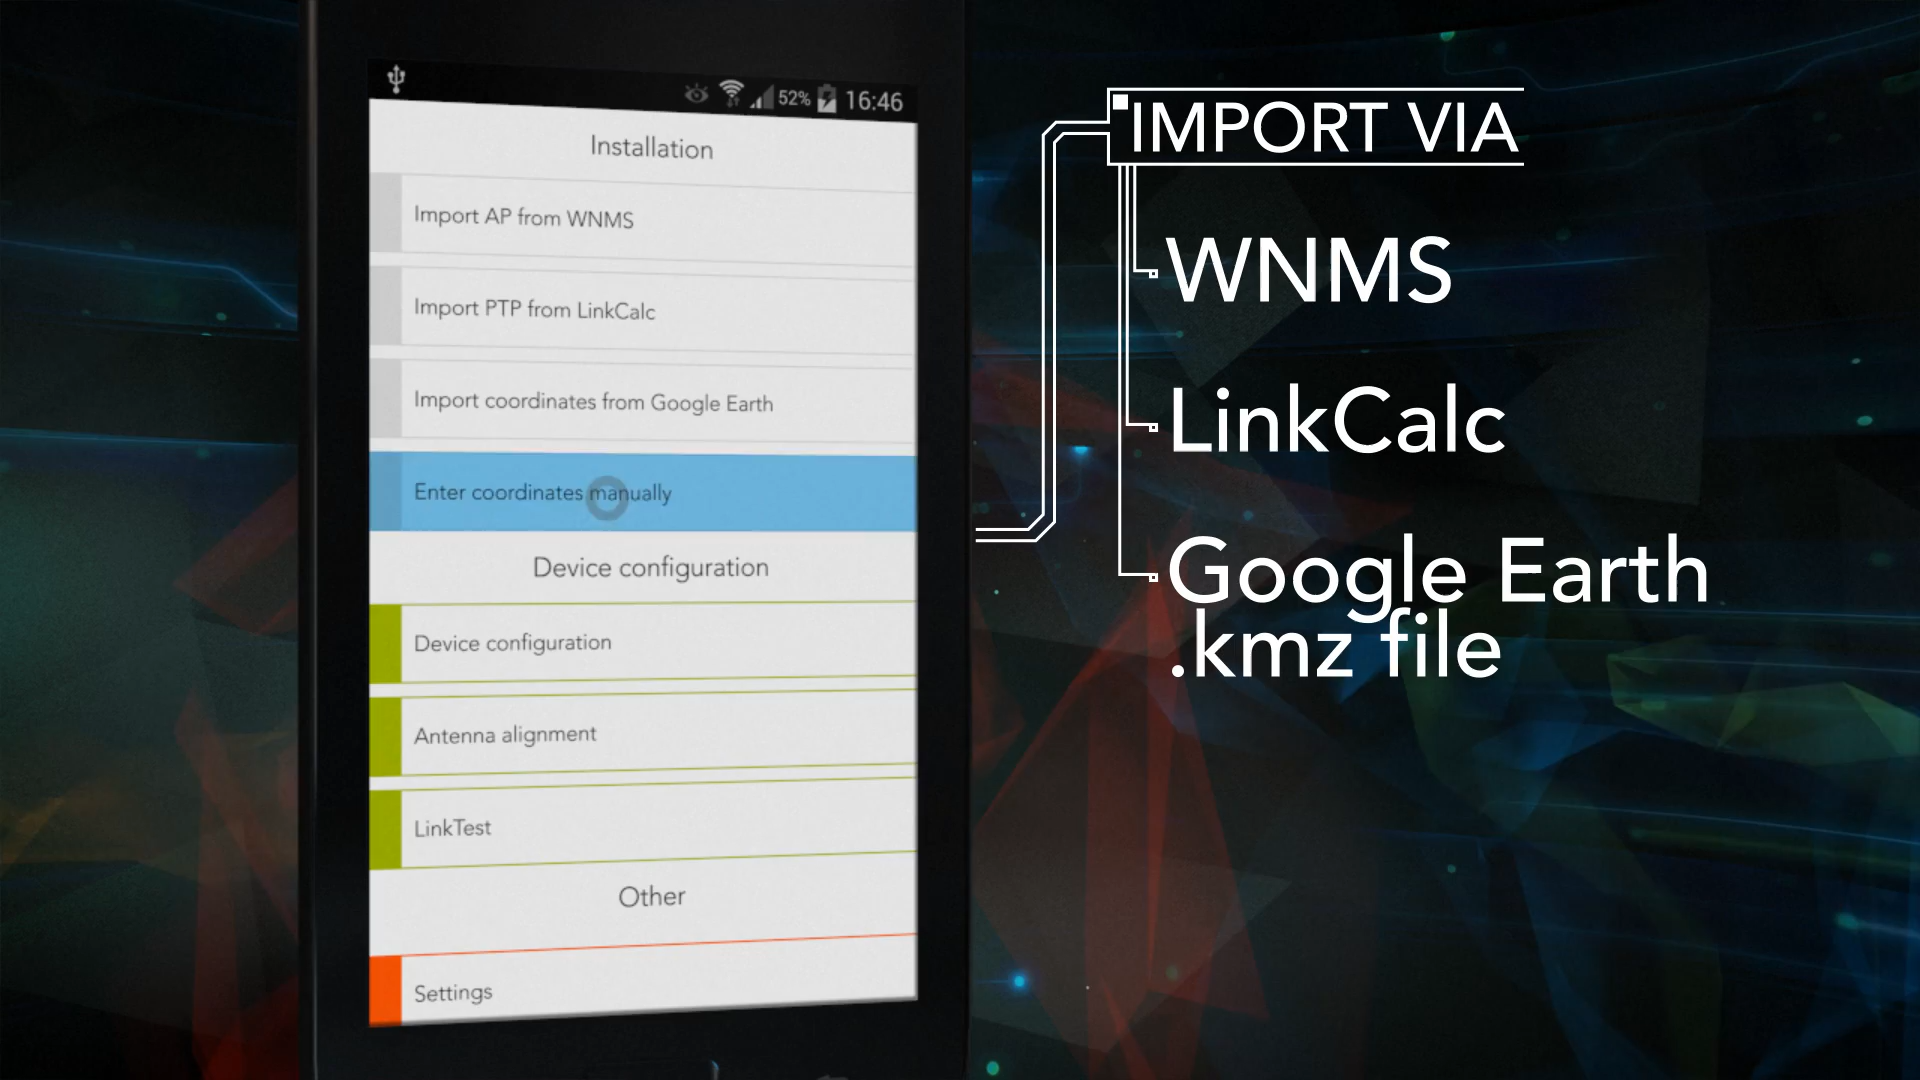 52% 16:46
Installation
Import AP from WNMS
Import PTP from LinkCalc
Import coordinates from Google Earth
Enter coordinates manually
Device configuration
Device configuration
Antenna alignment
LinkTest
Other
Settings
IMPORT VIA
WNMS
LinkCalc
Google Earth
.kmz file